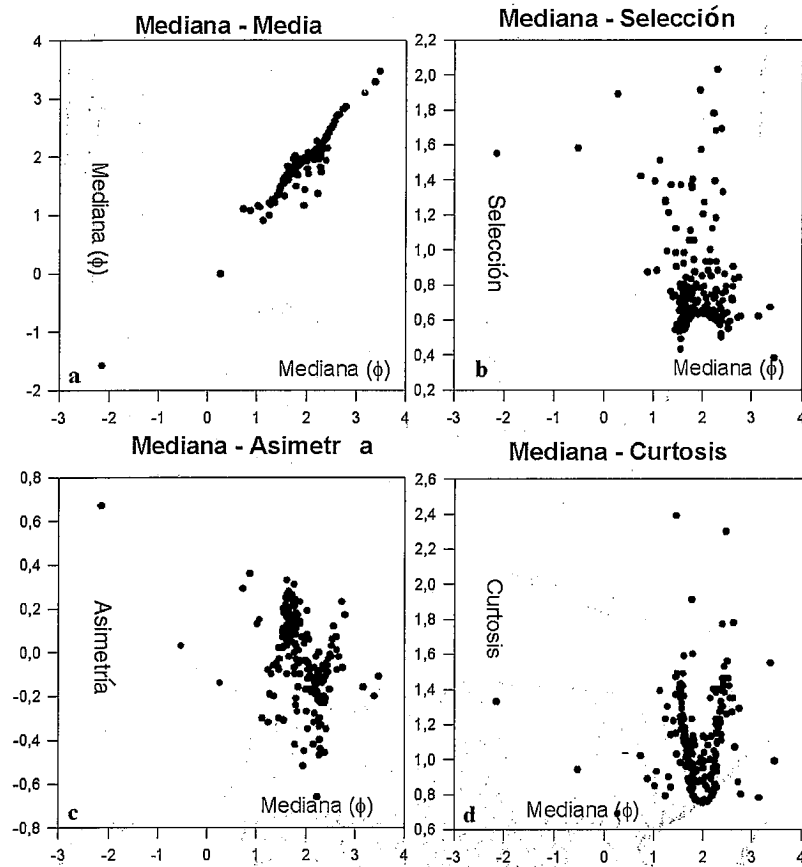 Mediana - Media
4
3
2
1
0
-1
-2
Mediana (ϕ)
Mediana (ϕ)
a
-3 -2 -1 0 1 2 3 4
Mediana - Selección
2,2
2,0
1,8
1,6
1,4
1,2
1,0
0,8
0,6
0,4
0,2
Selección
Mediana (ϕ)
b
-3 -2 -1 0 1 2 3 4
Mediana - Asimetr a
0,8
0,6
0,4
0,2
0,0
-0,2
-0,4
-0,6
-0,8
Asimetría
Mediana (ϕ)
c
-3 -2 -1 0 1 2 3 4
Mediana - Curtosis
2,6
2,4
2,2
2,0
1,8
1,6
1,4
1,2
1,0
0,8
0,6
Curtosis
Mediana (ϕ)
d
-3 -2 -1 0 1 2 3 4